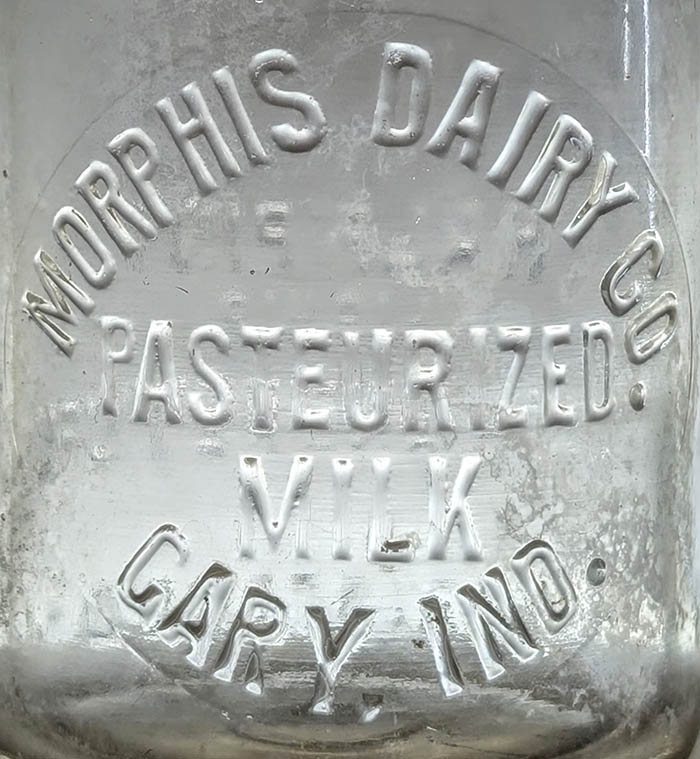 MORPHIS DAIRY CO.
PASTEURIZED
MILK
GARY, IND.